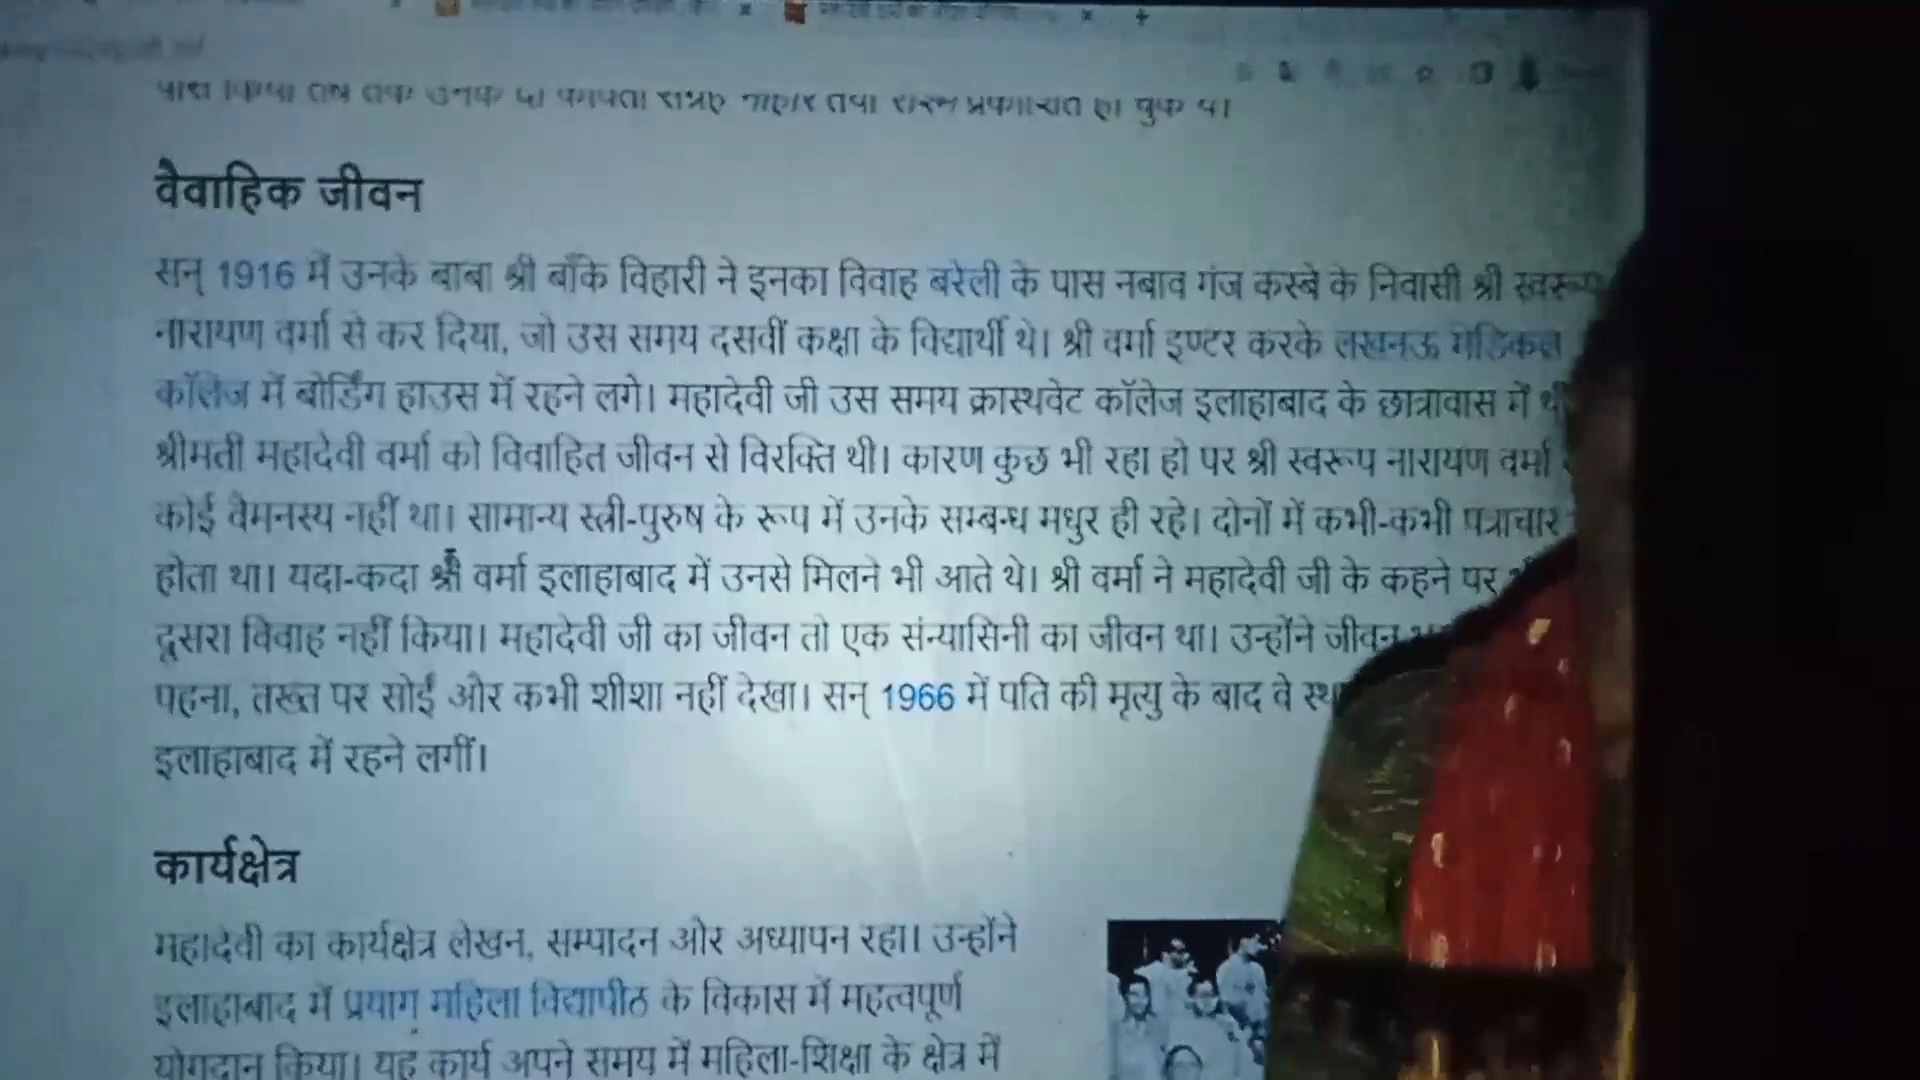 वैवाहिक जीवन
सन् 1916 में उनके बाबा श्री बाँके विहारी ने इनका विवाह बरेली के पास नबाव गंज कस्बे के निवासी श्री स्वरूप
नारायण वर्मा से कर दिया, जो उस समय दसवीं कक्षा के विद्यार्थी थे। श्री वर्मा इण्टर करके लखनऊ मेडिकल
कॉलेज में बोर्डिंग हाउस में रहने लगे। महादेवी जी उस समय क्रास्थवेट कॉलेज इलाहाबाद के छात्रावास में
श्रीमती महादेवी वर्मा को विवाहित जीवन से विरक्ति थी। कारण कुछ भी रहा हो पर श्री स्वरूप नारायण वर्मा
कोई वैमनस्य नहीं था। सामान्य स्त्री-पुरुष के रूप में उनके सम्बन्ध मधुर ही रहे। दोनों में कभी-कभी पत्राचार
होता था। यदा-कदा श्री वर्मा इलाहाबाद में उनसे मिलने भी आते थे। श्री वर्मा ने महादेवी जी के कहने पर
दूसरा विवाह नहीं किया। महादेवी जी का जीवन तो एक संन्यासिनी का जीवन था। उन्होंने जीवन
पहना, तख्त पर सोईं और कभी शीशा नहीं देखा। सन् 1966 में पति की मृत्यु के बाद वे
इलाहाबाद में रहने लगीं।
कार्यक्षेत्र
महादेवी का कार्यक्षेत्र लेखन, सम्पादन और अध्यापन रहा। उन्होंने
इलाहाबाद में प्रयाग महिला विद्यापीठ के विकास में महत्वपूर्ण
योगदान किया। यह कार्य अपने समय में महिला-शिक्षा के क्षेत्र में